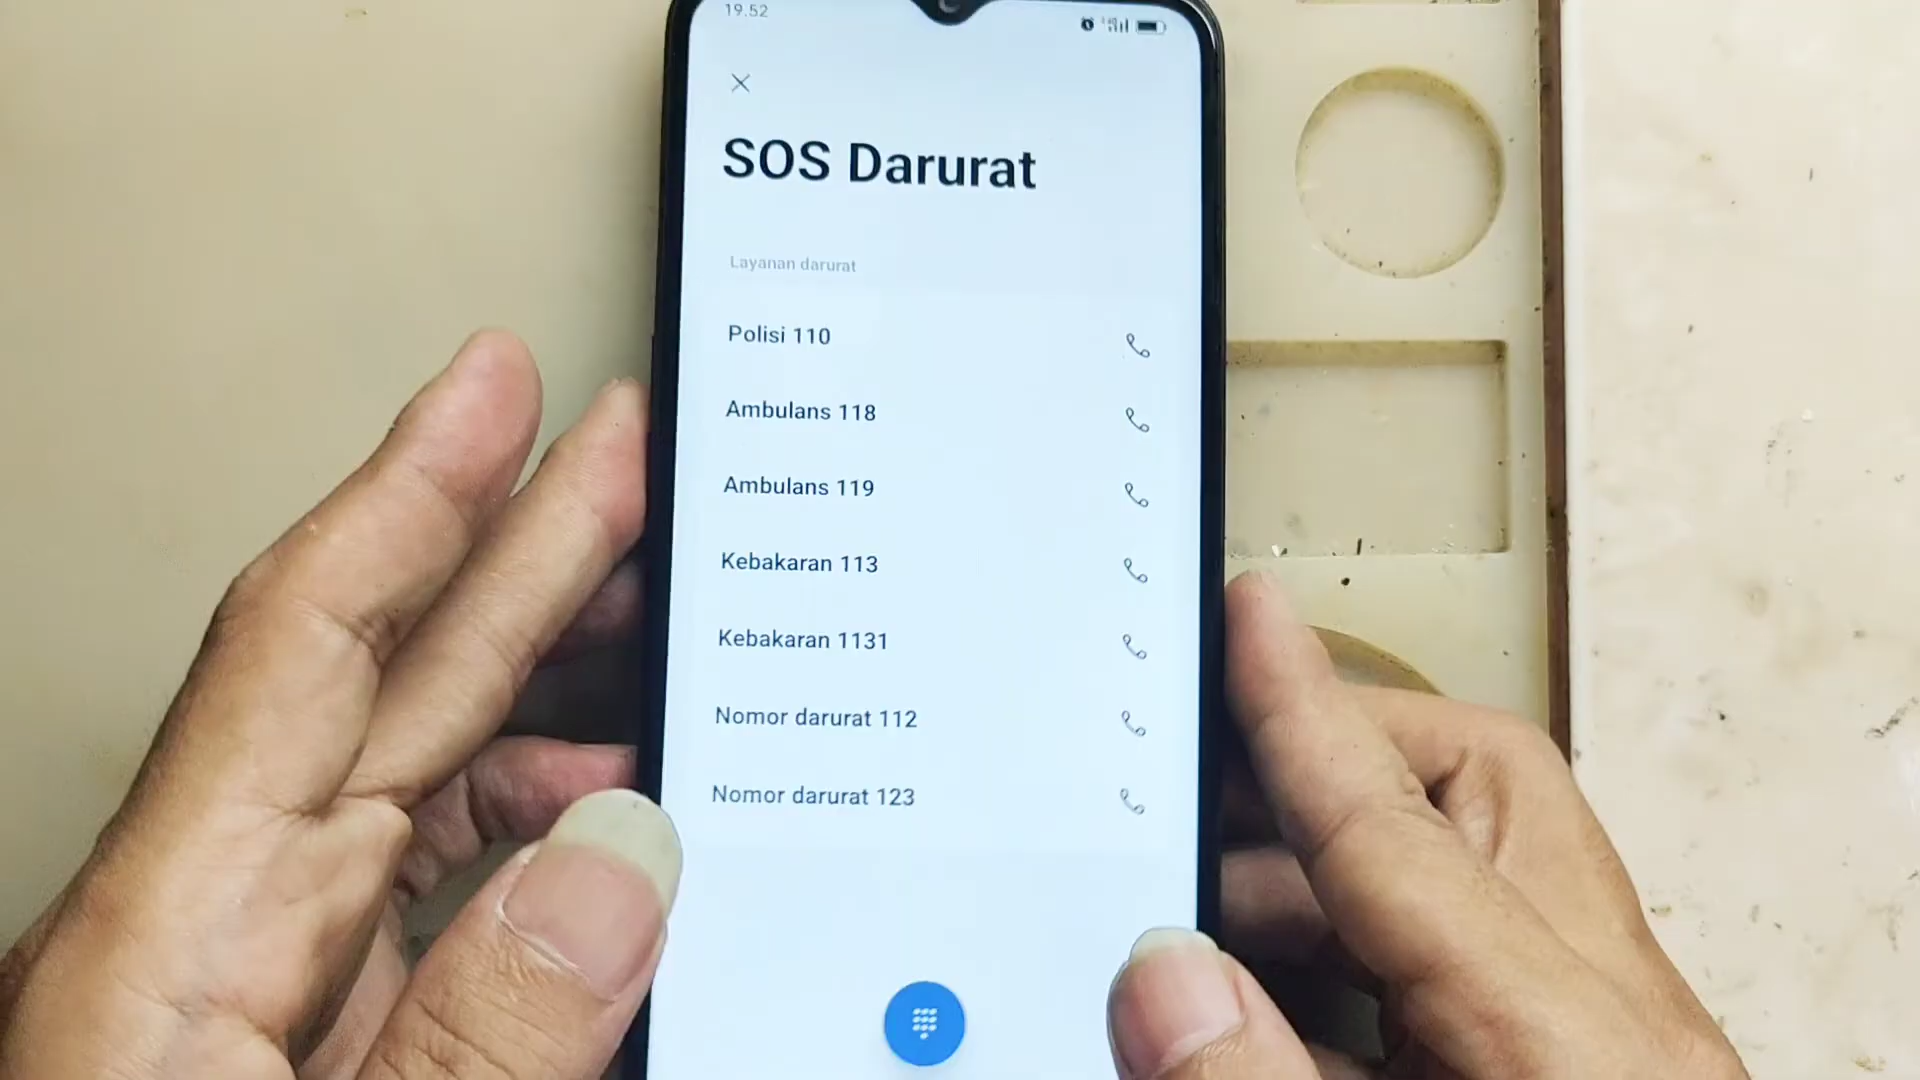 19.52
SOS Darurat
Layanan darurat
Polisi 110
Ambulans 118
Ambulans 119
Kebakaran 113
Kebakaran 1131
Nomor darurat 112
Nomor darurat 123